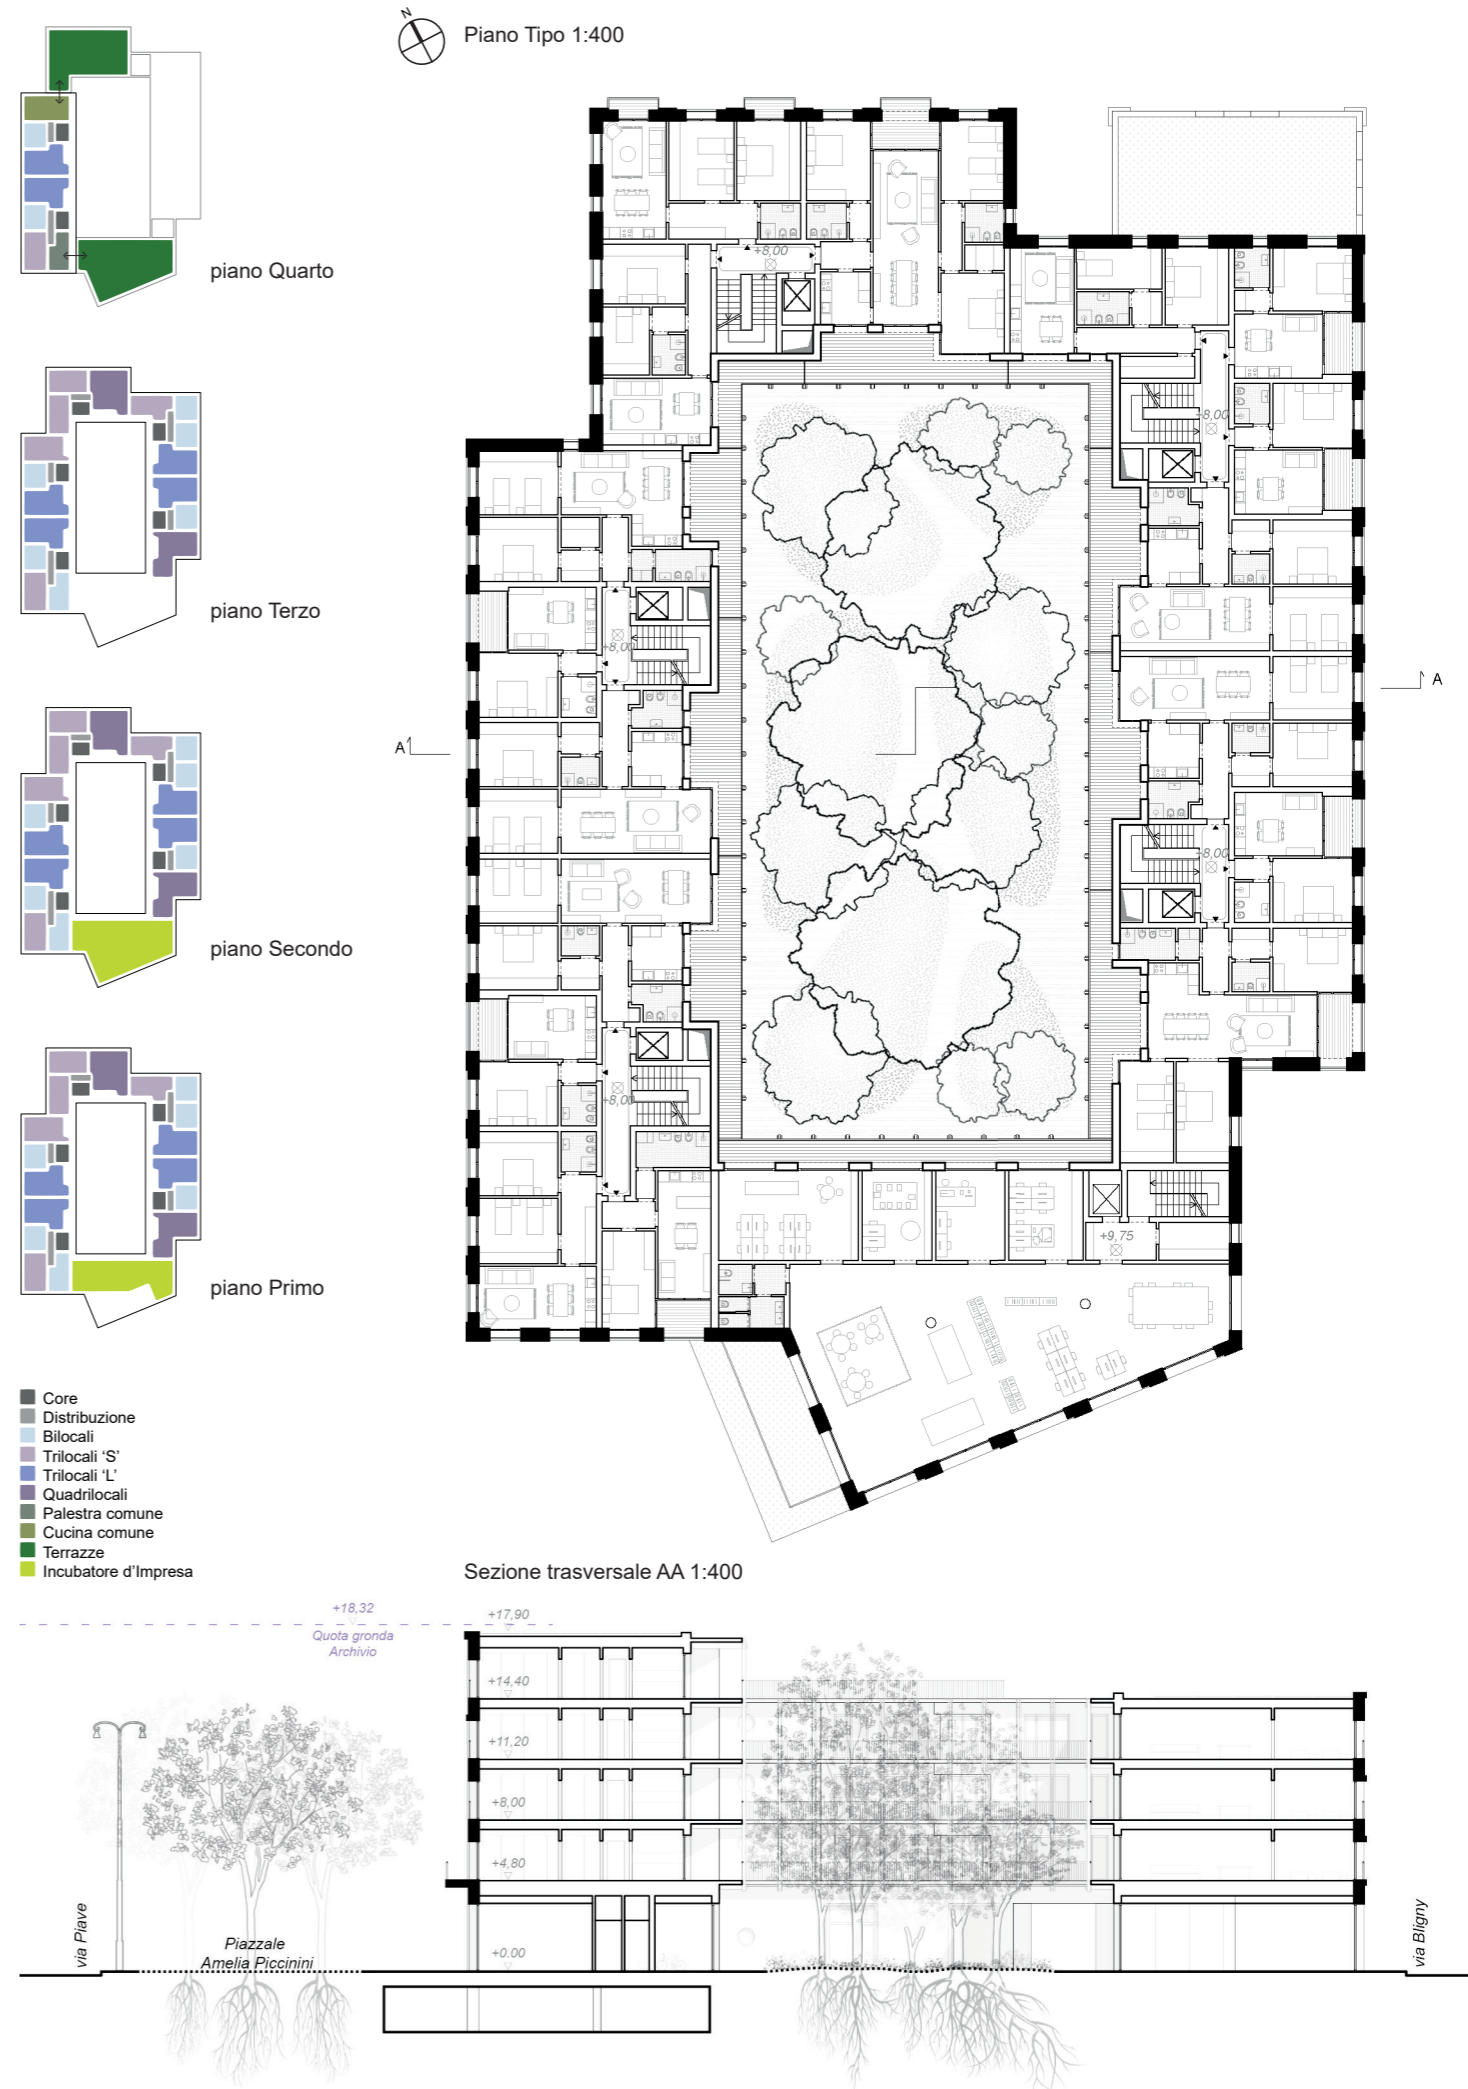 N
Piano Tipo 1:400
piano Quarto
piano Terzo
piano Secondo
piano Primo
+8,00
+8,00
+8,00
A
A
+8,00
+8,00
+9,75
Core
Distribuzione
Bilocali
Trilocali ‘S’
Trilocali ‘L’
Quadrilocali
Palestra comune
Cucina comune
Terrazze
Incubatore d’Impresa
Sezione trasversale AA 1:400
+18,32
Quota gronda
Archivio
+17,90
+14,40
+11,20
+8,00
+4,80
+0.00
via Piave
Piazzale
Amelia Piccinini
via Bligny